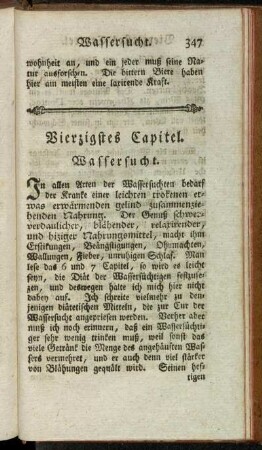 Wassersucht. 347
wohnheit an, und ein jeder muß seine Na-
tur ausforschen. Die bittern Biere haben
hier am meisten eine laxirende Kraft.
Vierzigstes Capitel.
Wassersucht.
In allen Arten der Wassersuchten bedarf
der Kranke einer leichten trockenen et-
was erwärmenden gelind zusammenzie-
henden Nahrung. Der Genuß schwer-
verdaulicher, blähender, relaxirender,
und hiziger Nahrungsmittel, macht ihm
Erstikungen, Beängstigungen, Ohnmachten,
Wallungen, Fieber, unruhigen Schlaf. Man
lese das 6 und 7 Capitel, so wird es leicht
seyn, die Diät der Wassersüchtigen festzuse-
zen, und deswegen halte ich mich hier nicht
dabey auf. Ich schreite vielmehr zu den-
jenigen diätetischen Mitteln, die zur Cur der
Wassersucht angepriesen werden. Vorher aber
muß ich noch erinnern, daß ein Wassersüchti-
ger sehr wenig trinken muß, weil sonst das
viele Getränk die Menge des angehäuften Was-
sers vermehret, und er auch denn viel stärker
von Blähungen gequält wird. Seinen hef-
tigen